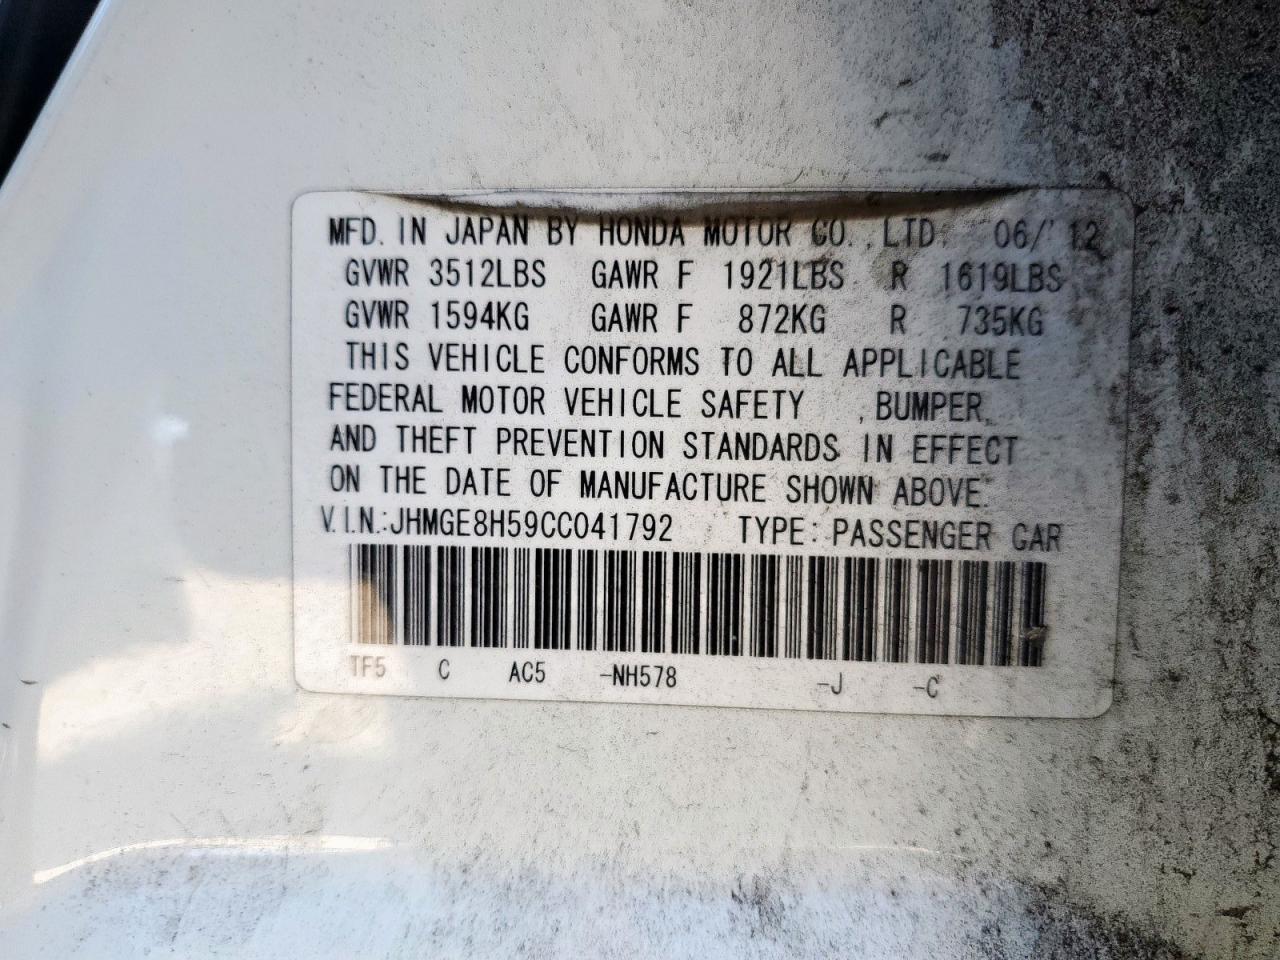 MFD. IN JAPAN BY HONDA MOTOR CO., LTD. 06/'12
GVWR 3512LBS GAWR F 1921LBS R 1619LBS
GVWR 1594KG GAWR F 872KG R 735KG
THIS VEHICLE CONFORMS TO ALL APPLICABLE
FEDERAL MOTOR VEHICLE SAFETY , BUMPER,
AND THEFT PREVENTION STANDARDS IN EFFECT
ON THE DATE OF MANUFACTURE SHOWN ABOVE.
V.I.N.:JHMGE8H59CC041792 TYPE: PASSENGER CAR
TF5 C AC5 -NH578 -J -C